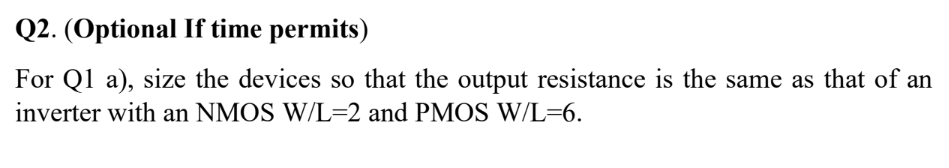 Q2. (Optional If time permits)
For Q1 a), size the devices so that the output resistance is the same as that of an
inverter with an NMOS W/L=2 and PMOS W/L=6.